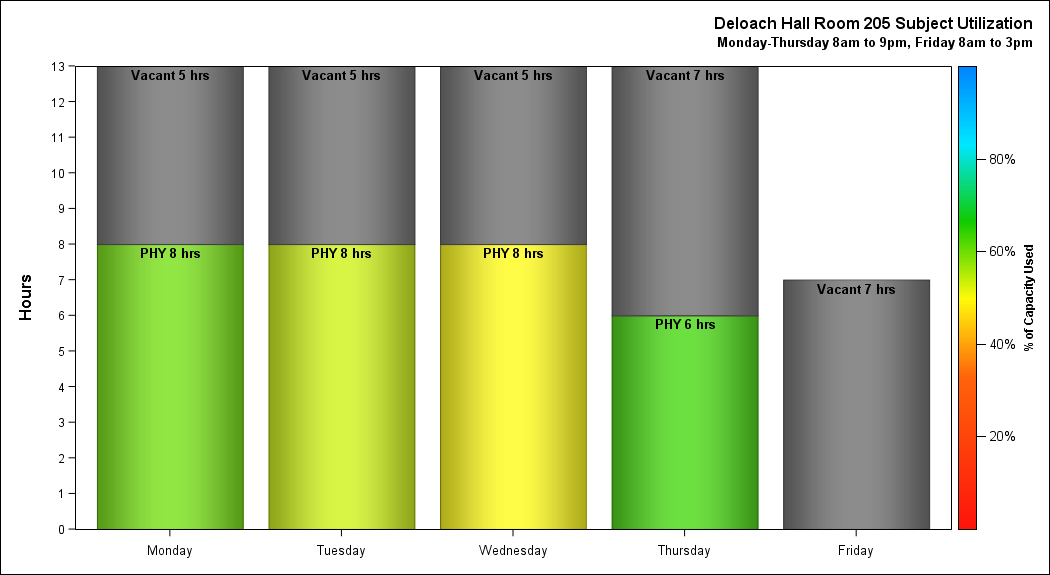 Deloach Hall Room 205 Subject Utilization
Monday-Thursday 8am to 9pm, Friday 8am to 3pm
Hours
13
12
11
10
9
8
7
6
5
4
3
2
1
0
Vacant 5 hrs
Vacant 5 hrs
Vacant 5 hrs
Vacant 7 hrs
PHY 8 hrs
PHY 8 hrs
PHY 8 hrs
Vacant 7 hrs
PHY 6 hrs
Monday
Tuesday
Wednesday
Thursday
Friday
80%
60%
40%
20%
% of Capacity Used